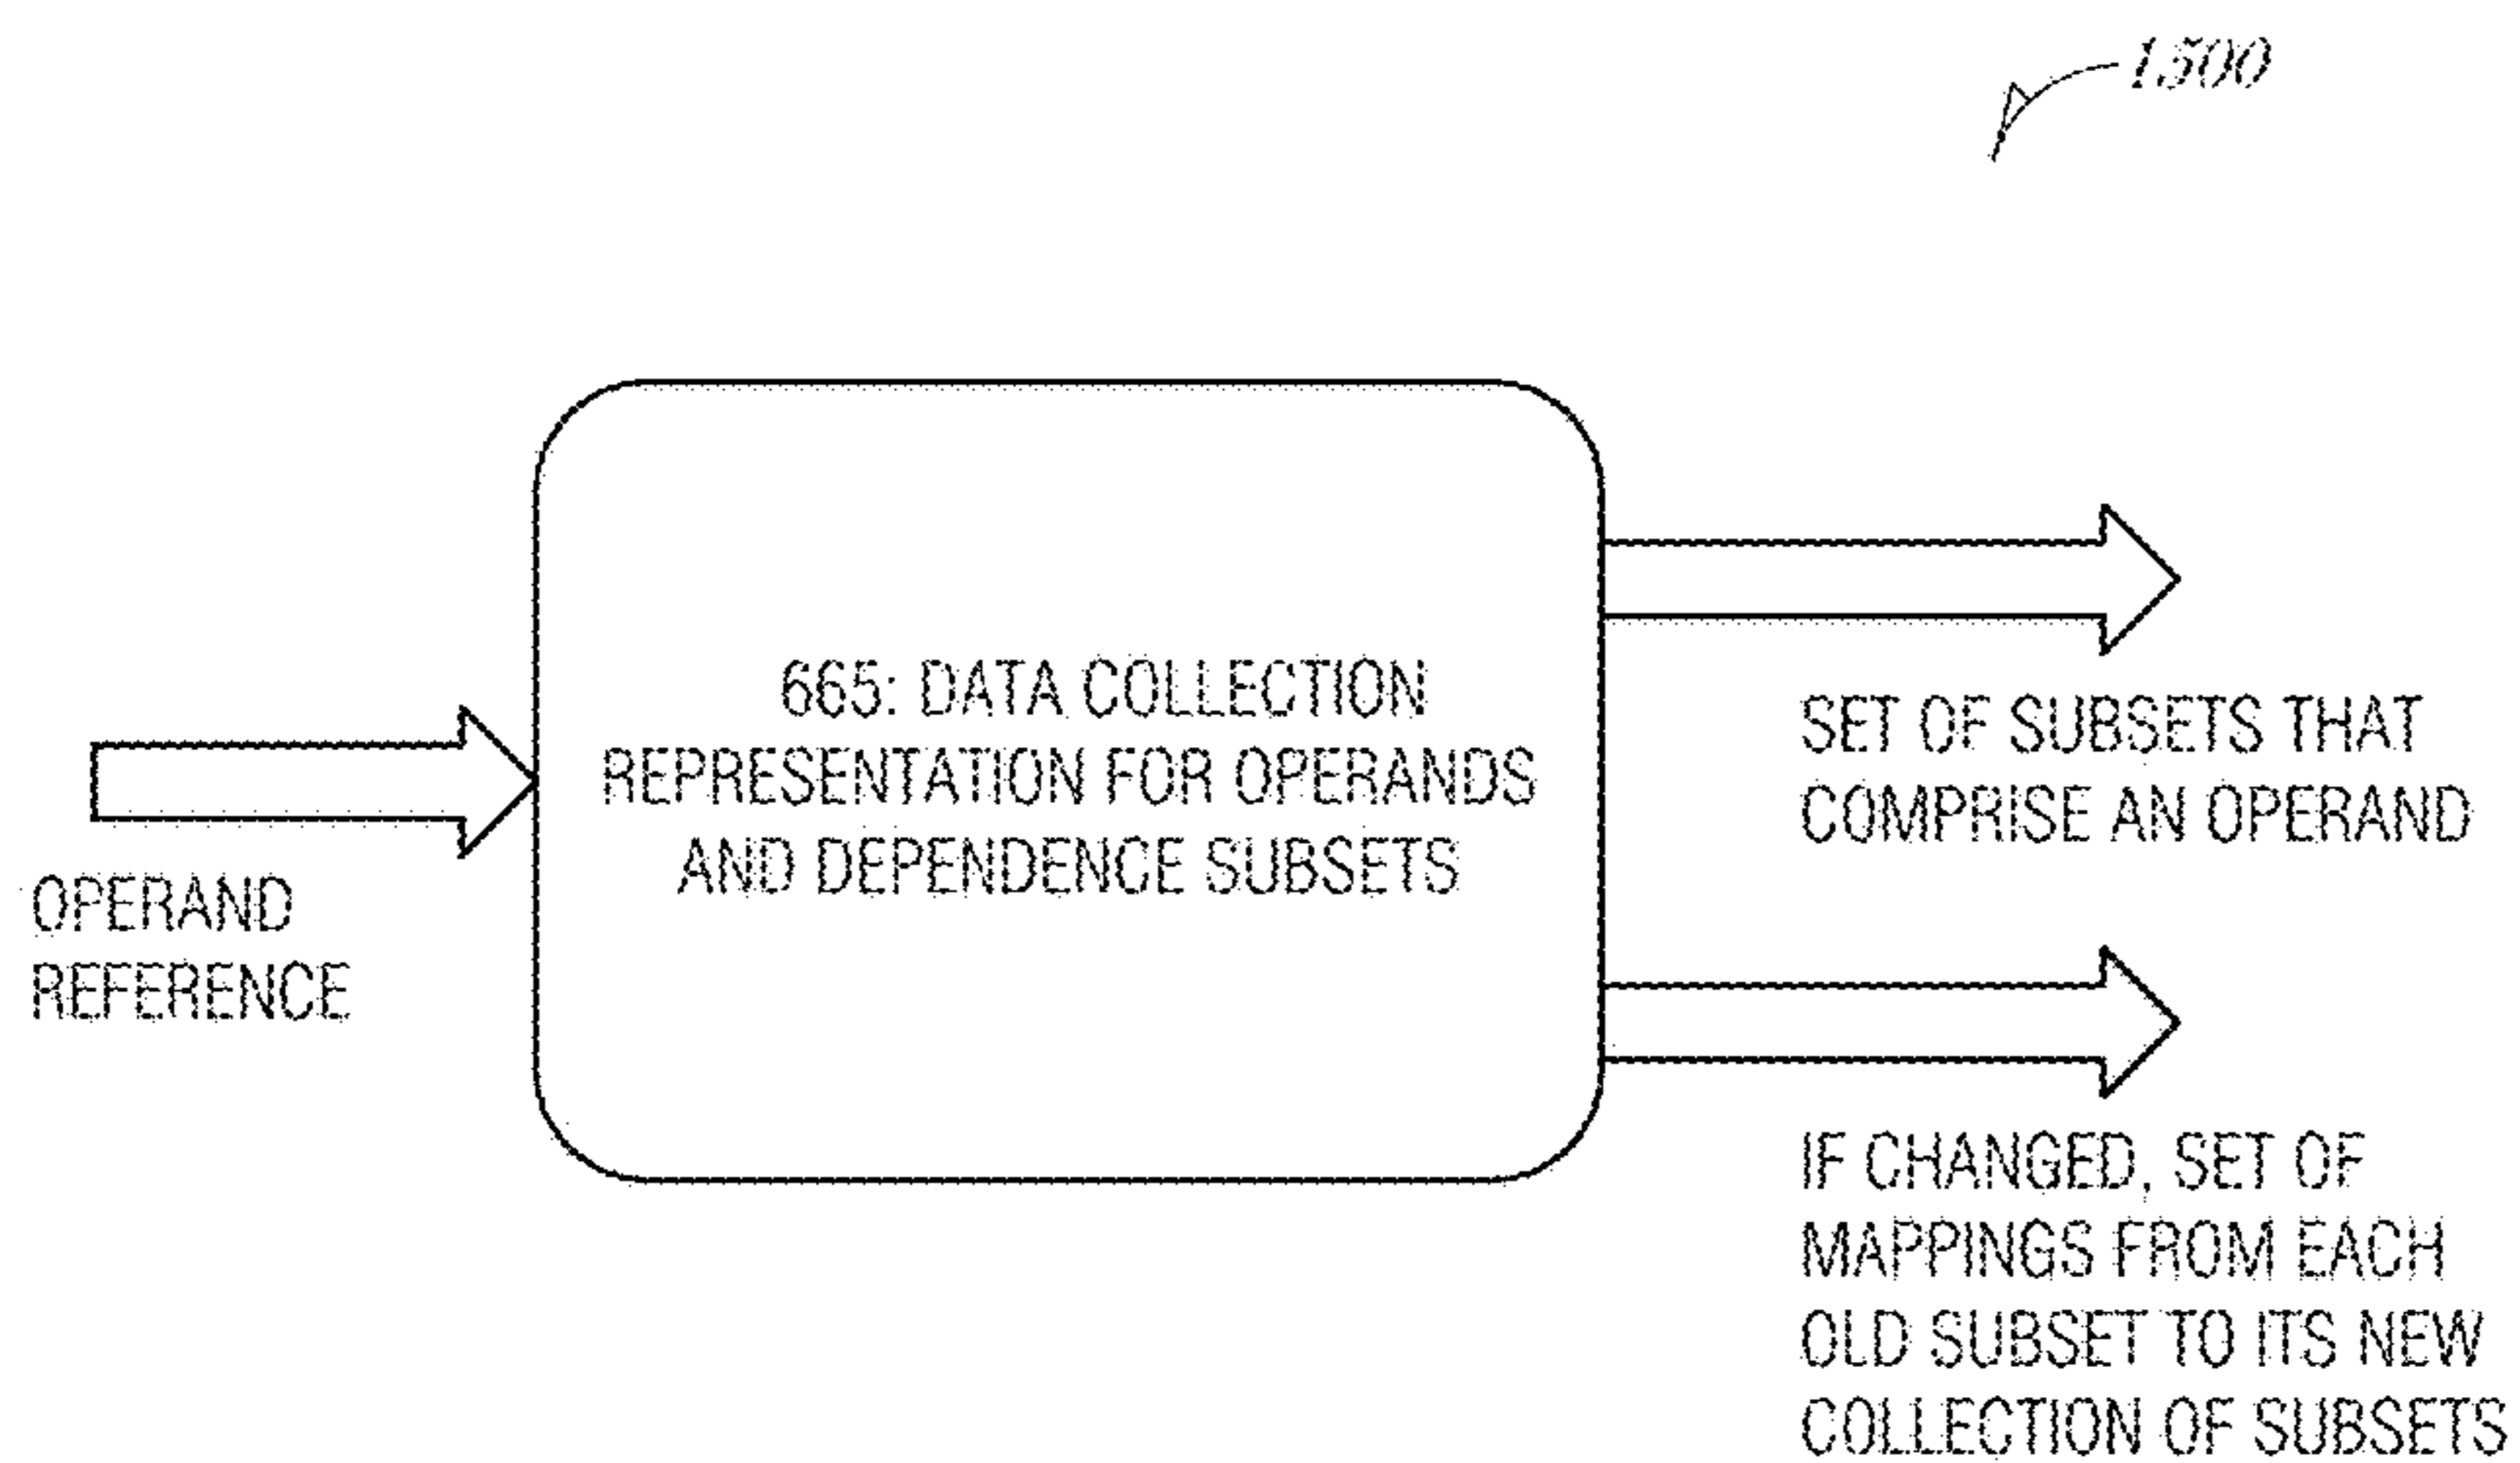 1500
665: DATA COLLECTION
REPRESENTATION FOR OPERANDS
AND DEPENDENCE SUBSETS
OPERAND
REFERENCE
SET OF SUBSETS THAT
COMPRISE AN OPERAND
IF CHANGED, SET OF
MAPPINGS FROM EACH
OLD SUBSET TO ITS NEW
COLLECTION OF SUBSETS